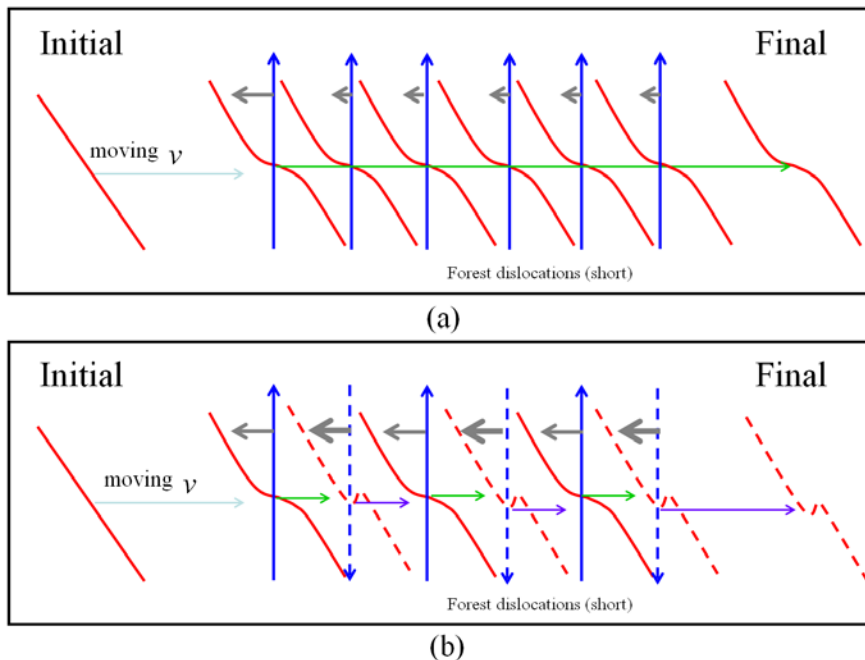 Initial
Final
moving v
Forest dislocations (short)
(a)
Initial
Final
moving v
Forest dislocations (short)
(b)